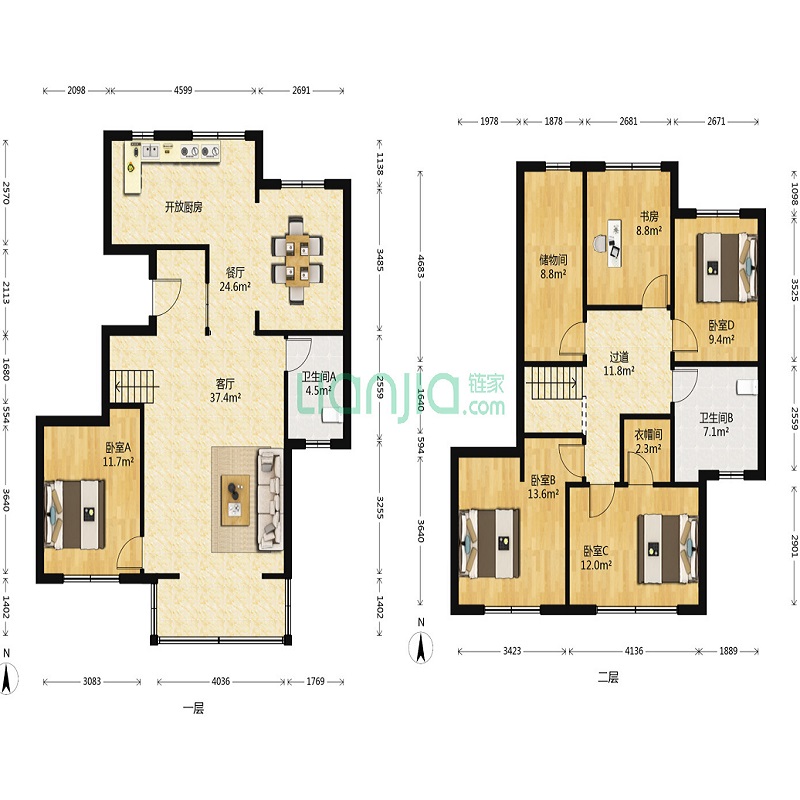 2098 4599 2691
2570
2113
1680
554
3640
1402
1138
3485
2559
3255
1402
开放厨房
餐厅
24.6m²
客厅
37.4m²
卫生间A
4.5m²
卧室A
11.7m²
N
3083 4036 1769
一层
1978 1878 2681 2671
4683
1640
594
3640
1098
3525
2559
2901
书房
8.8m²
储物间
8.8m²
卧室D
9.4m²
过道
11.8m²
卫生间B
7.1m²
衣帽间
2.3m²
卧室B
13.6m²
卧室C
12.0m²
N
3423 4136 1889
二层
Lianjia 链家
.com